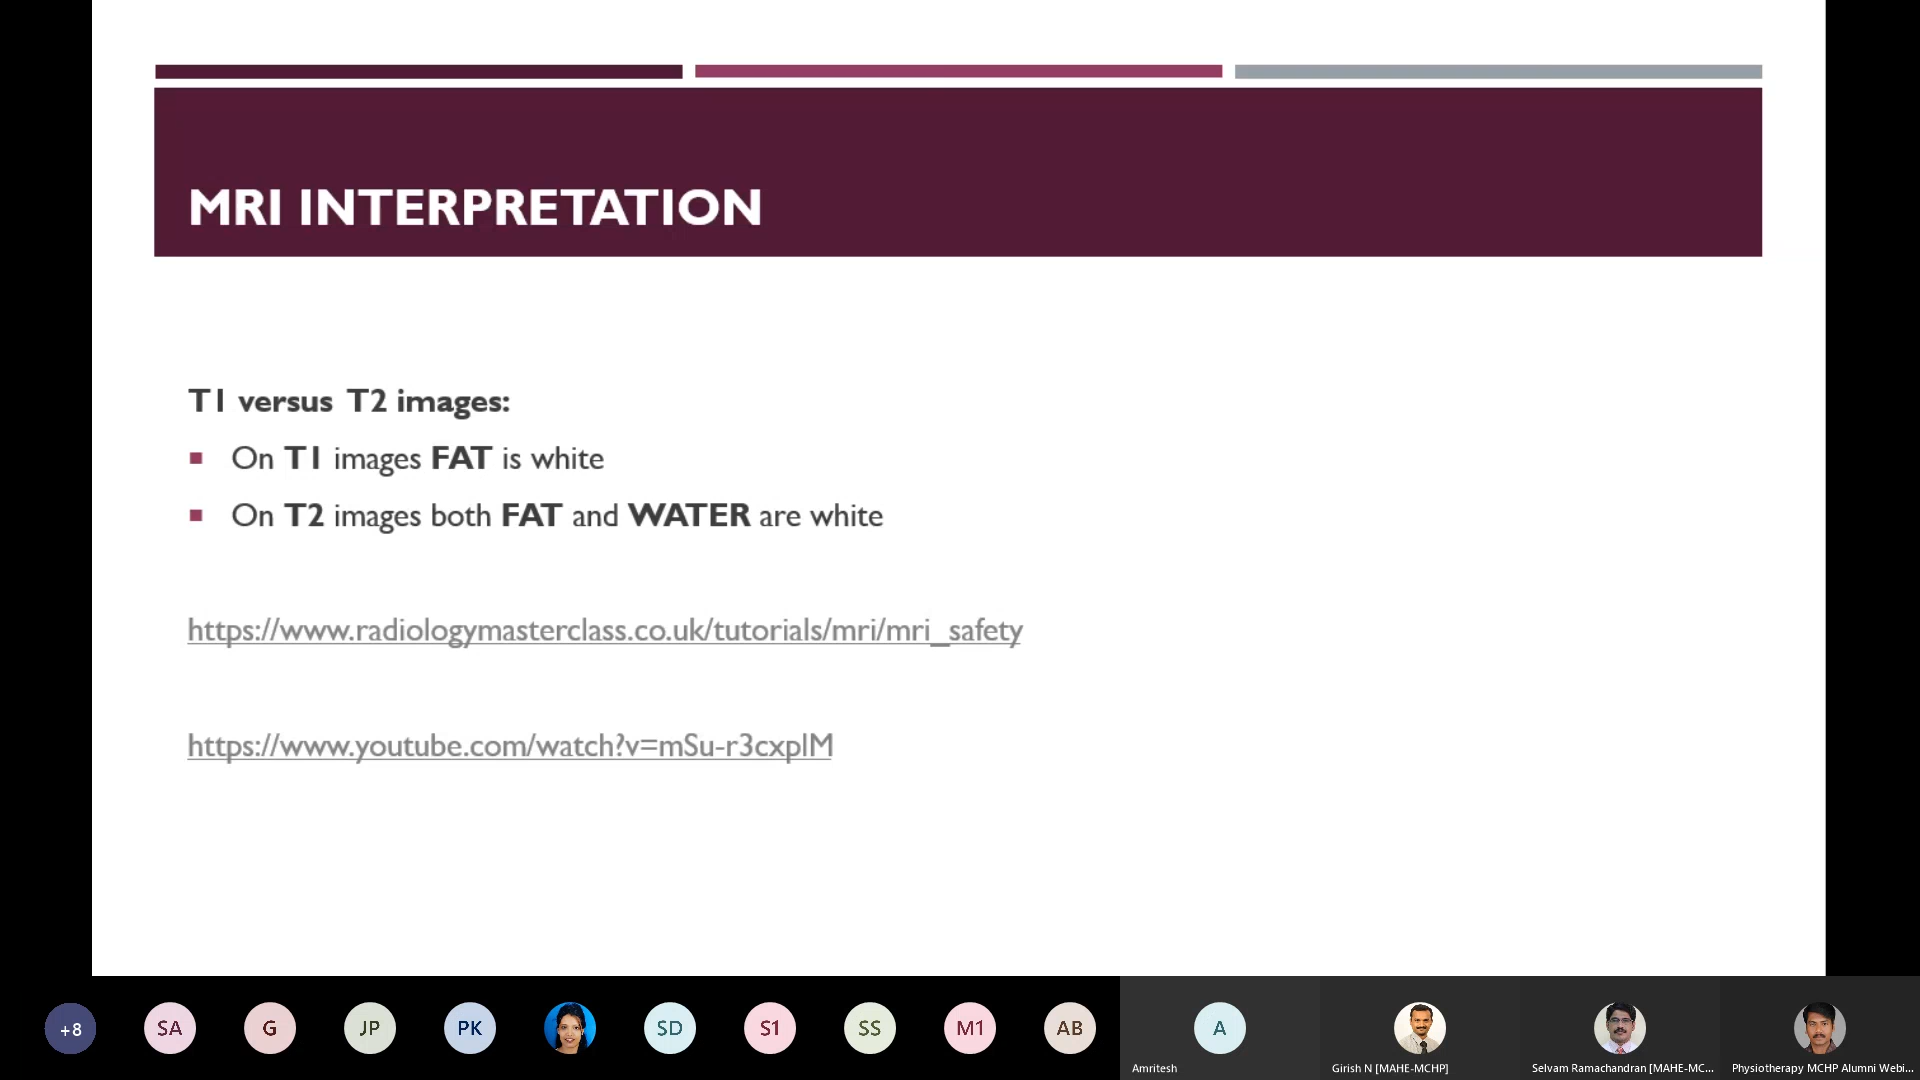 MRI INTERPRETATION
T1 versus T2 images:
On T1 images FAT is white
On T2 images both FAT and WATER are white
https://www.radiologymasterclass.co.uk/tutorials/mri/mri_safety
https://www.youtube.com/watch?v=mSu-r3cxplM
+8
SA
G
JP
PK
SD
S1
SS
M1
AB
A
Amritesh
Girish N [MAHE-MCHP]
Selvam Ramachandran [MAHE-MC...
Physiotherapy MCHP Alumni Webi...